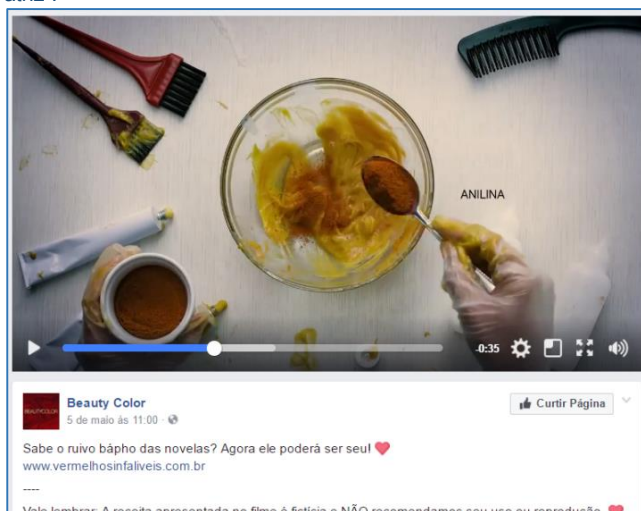 ANILINA
-0:35
BEAUTYCOLOR
Beauty Color
5 de maio às 11:00 ·
Curtir Página
Sabe o ruivo bápho das novelas? Agora ele poderá ser seu!
www.vermelhosinfaliveis.com.br
----
Vale lembrar: A receita apresentada no filme é fictícia e NÃO recomendamos seu uso ou reprodução.